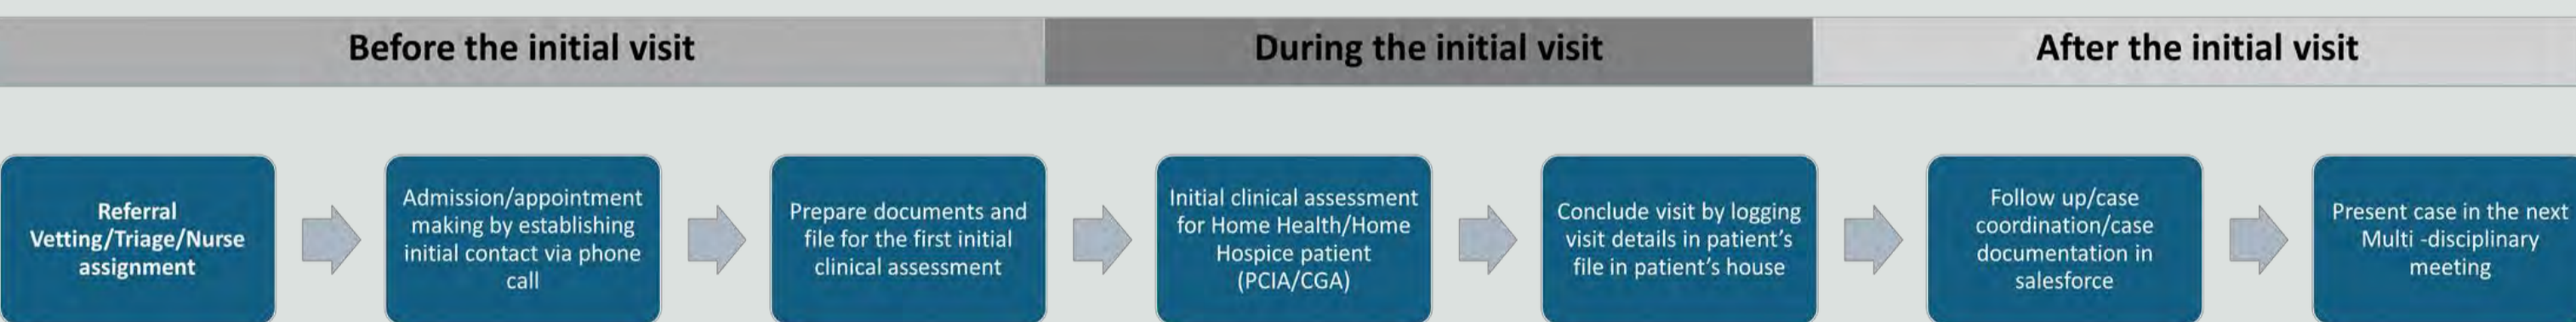 Before the initial visit
During the initial visit
After the initial visit
Referral
Vetting/Triage/Nurse
assignment
Admission/appointment
making by establishing
initial contact via phone
call
Prepare documents and
file for the first initial
clinical assessment
Initial clinical assessment
for Home Health/Home
Hospice patient
(PCIA/CGA)
Conclude visit by logging
visit details in patient’s
file in patient’s house
Follow up/case
coordination/case
documentation in
salesforce
Present case in the next
Multi -disciplinary
meeting